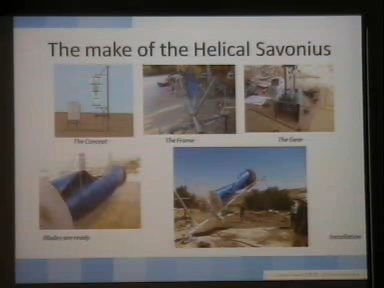 The make of the Helical Savonius
The Concept
The Frame
The Gear
Blades are ready
Installation